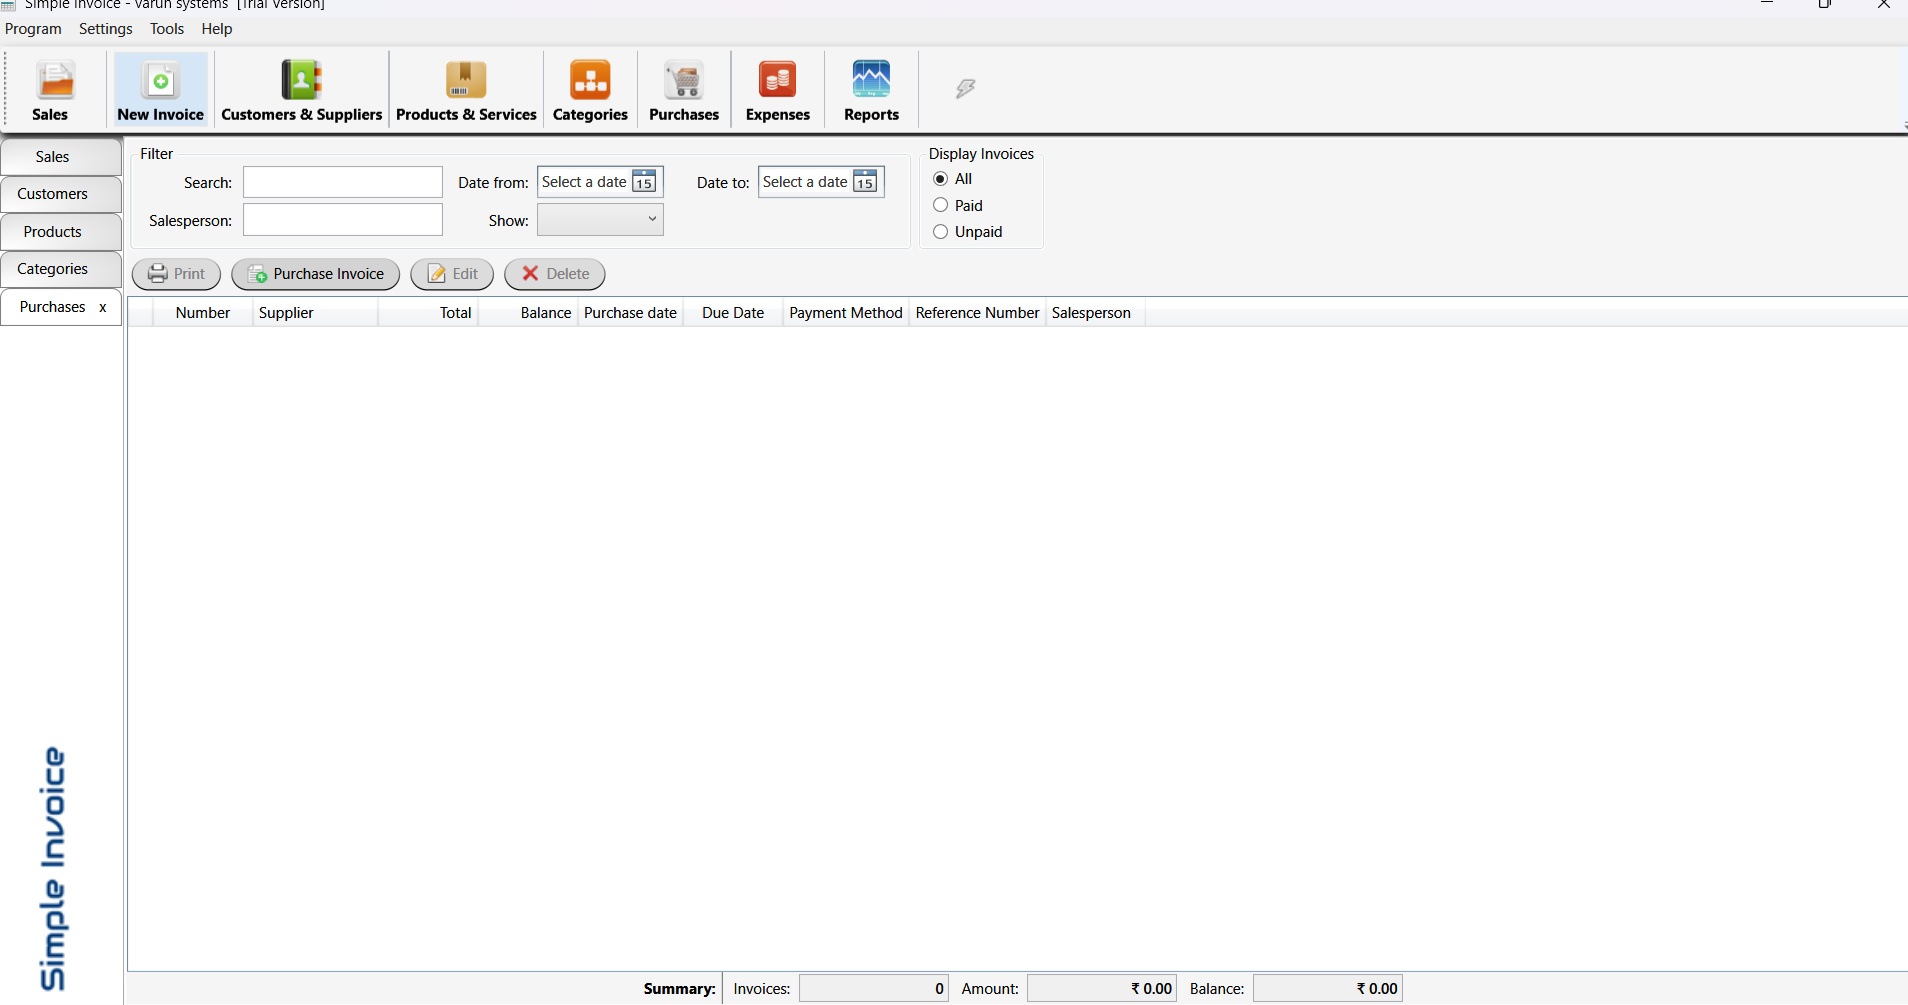 Simple Invoice - varun systems [Trial Version]
Program Settings Tools Help
Sales New Invoice Customers & Suppliers Products & Services Categories Purchases Expenses Reports
Sales
Customers
Products
Categories
Purchases x
Filter
Search: Date from: Select a date 15 Date to: Select a date 15
Salesperson: Show:
Display Invoices
All
Paid
Unpaid
Print Purchase Invoice Edit Delete
Number Supplier Total Balance Purchase date Due Date Payment Method Reference Number Salesperson
Simple Invoice
Summary: Invoices: 0 Amount: ₹ 0.00 Balance: ₹ 0.00